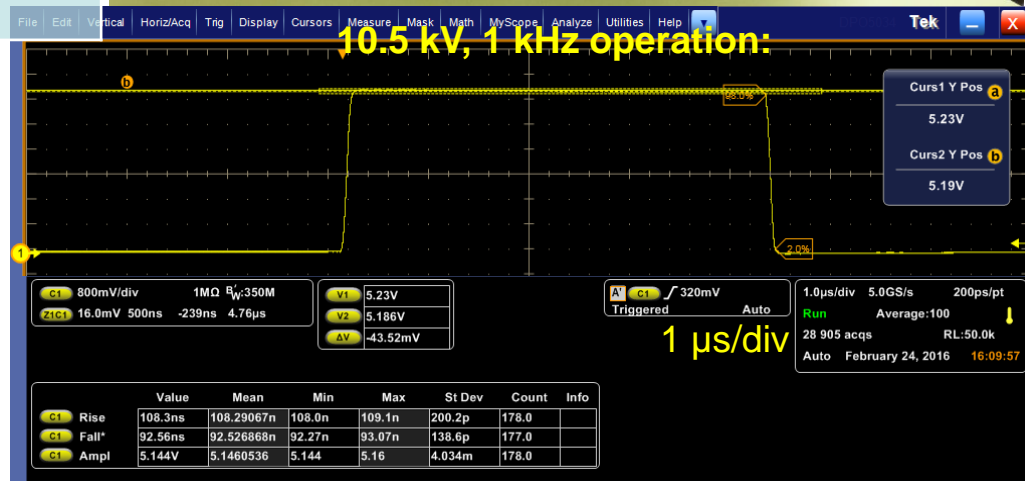 File Edit Vertical Horiz/Acq Trig Display Cursors Measure Mask Math MyScope Analyze Utilities Help Tek X
10.5 kV, 1 kHz operation:
b
98.0%
Curs1 Y Pos a
5.23V
Curs2 Y Pos b
5.19V
1
2.0%
C1 800mV/div 1MΩ BW:350M
Z1C1 16.0mV 500ns -239ns 4.76µs
V1 5.23V
V2 5.186V
ΔV -43.52mV
A' C1 320mV
Triggered Auto
1 µs/div
1.0µs/div 5.0GS/s 200ps/pt
Run Average:100
28 905 acqs RL:50.0k
Auto February 24, 2016 16:09:57
Value Mean Min Max St Dev Count Info
C1 Rise 108.3ns 108.29067n 108.0n 109.1n 200.2p 178.0
C1 Fall* 92.56ns 92.526868n 92.27n 93.07n 138.6p 177.0
C1 Ampl 5.144V 5.1460536 5.144 5.16 4.034m 178.0